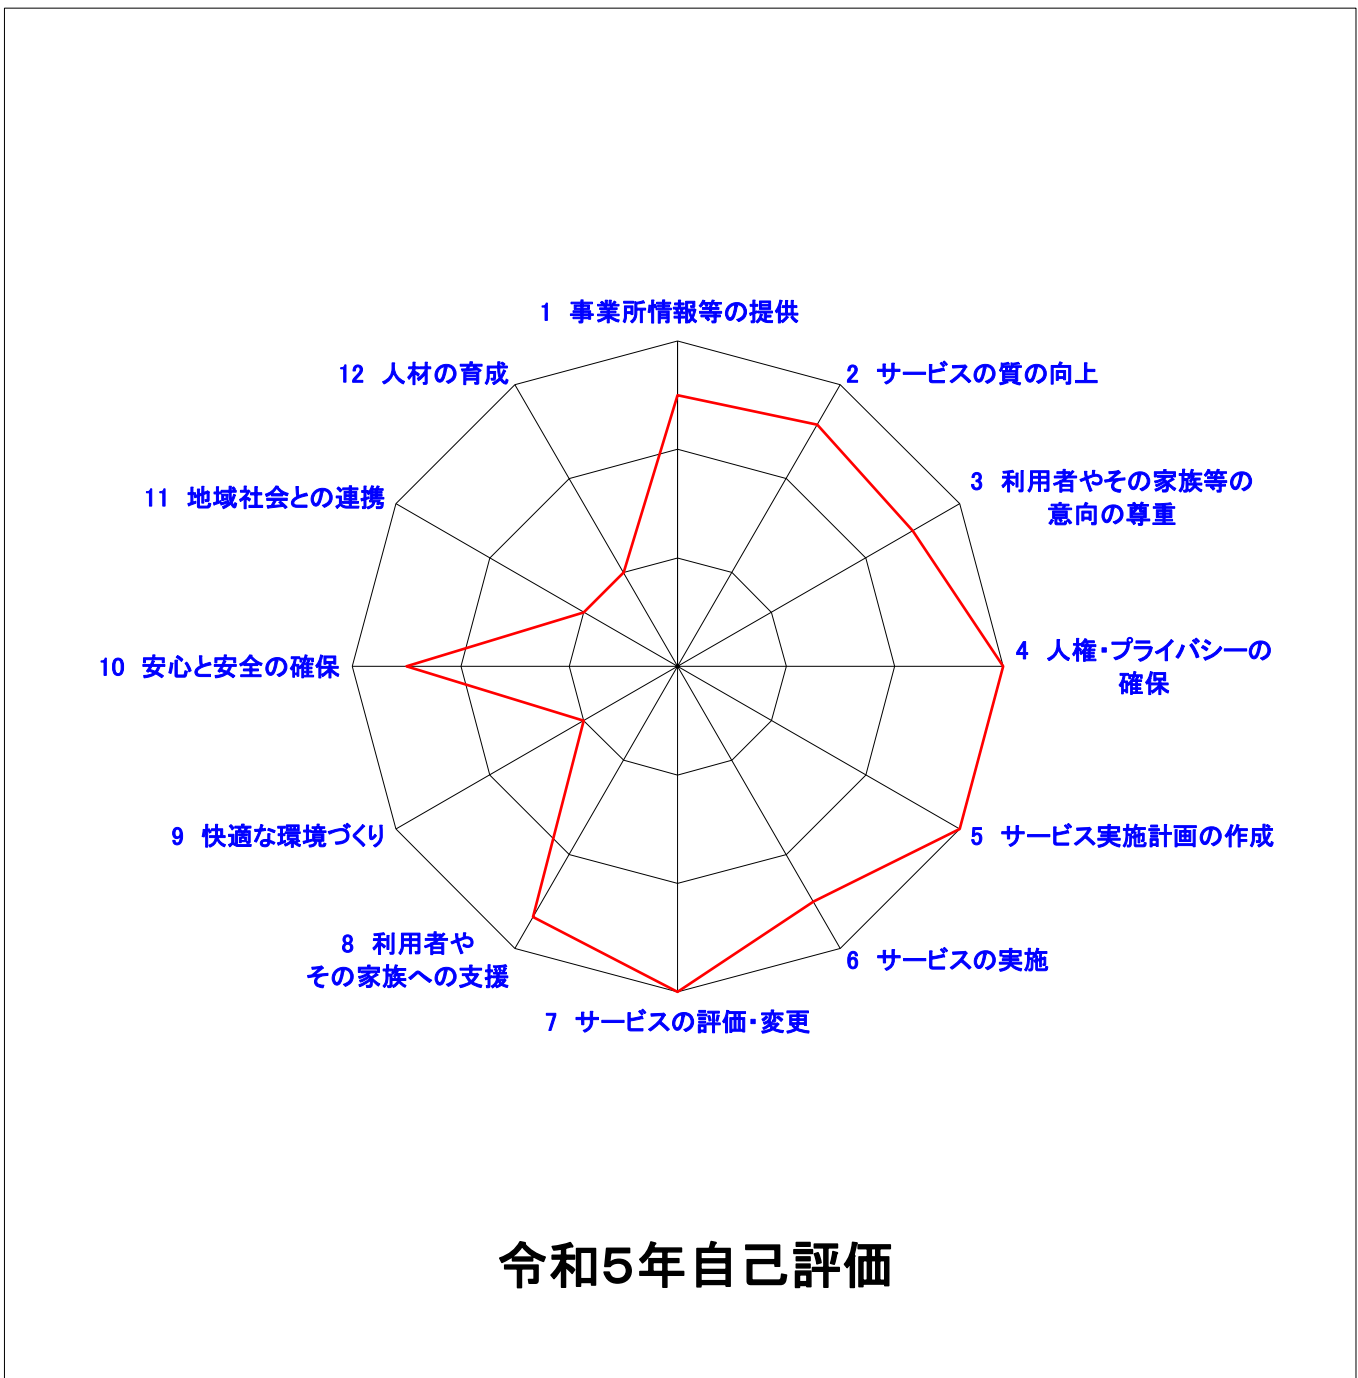 1 事業所情報等の提供
2 サービスの質の向上
3 利用者やその家族等の
意向の尊重
4 人権・プライバシーの
確保
5 サービス実施計画の作成
6 サービスの実施
7 サービスの評価・変更
8 利用者や
その家族への支援
9 快適な環境づくり
10 安心と安全の確保
11 地域社会との連携
12 人材の育成
令和5年自己評価